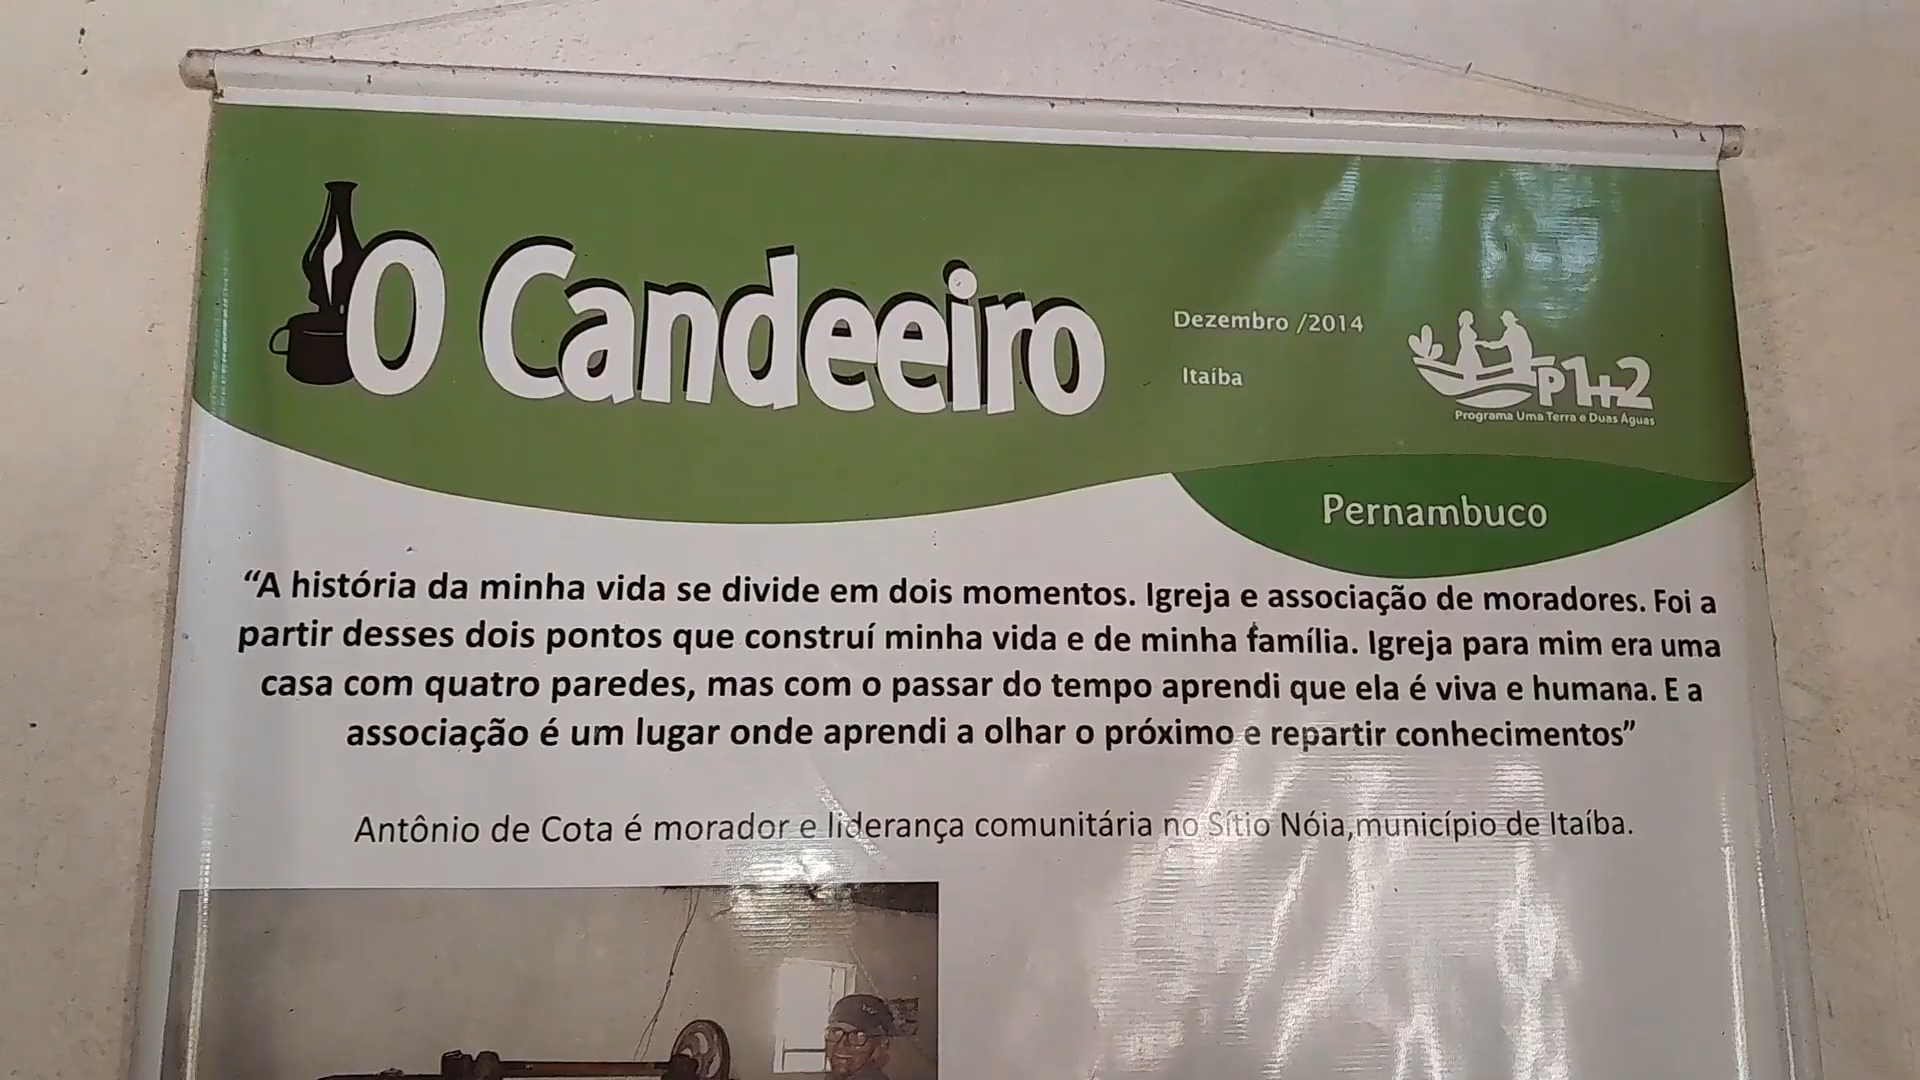 O Candeeiro
Dezembro /2014
Itaíba
P1+2
Programa Uma Terra e Duas Águas
Pernambuco
“A história da minha vida se divide em dois momentos. Igreja e associação de moradores. Foi a
partir desses dois pontos que construí minha vida e de minha família. Igreja para mim era uma
casa com quatro paredes, mas com o passar do tempo aprendi que ela é viva e humana. E a
associação é um lugar onde aprendi a olhar o próximo e repartir conhecimentos”
Antônio de Cota é morador e liderança comunitária no Sítio Nóia,município de Itaíba.